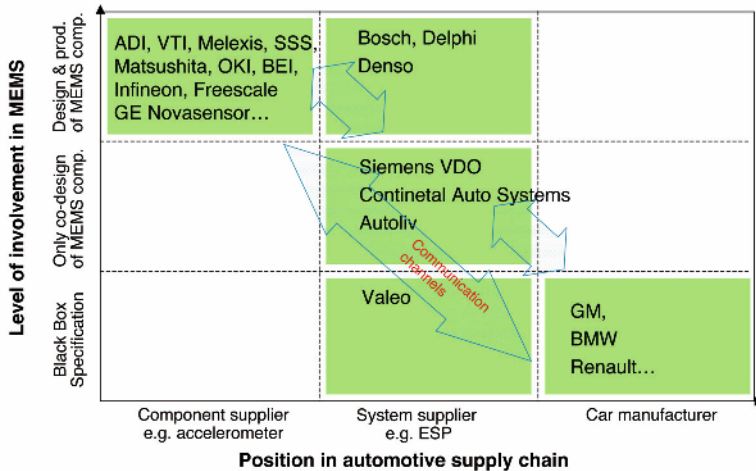 Level of involvement in MEMS
Design & prod.
of MEMS comp.
Only co-design
of MEMS comp.
Black Box
Specification
ADI, VTI, Melexis, SSS,
Matsushita, OKI, BEI,
Infineon, Freescale
GE Novasensor…
Bosch, Delphi
Denso
Siemens VDO
Continetal Auto Systems
Autoliv
Communication
channels
Valeo
GM,
BMW
Renault…
Component supplier
e.g. accelerometer
System supplier
e.g. ESP
Car manufacturer
Position in automotive supply chain